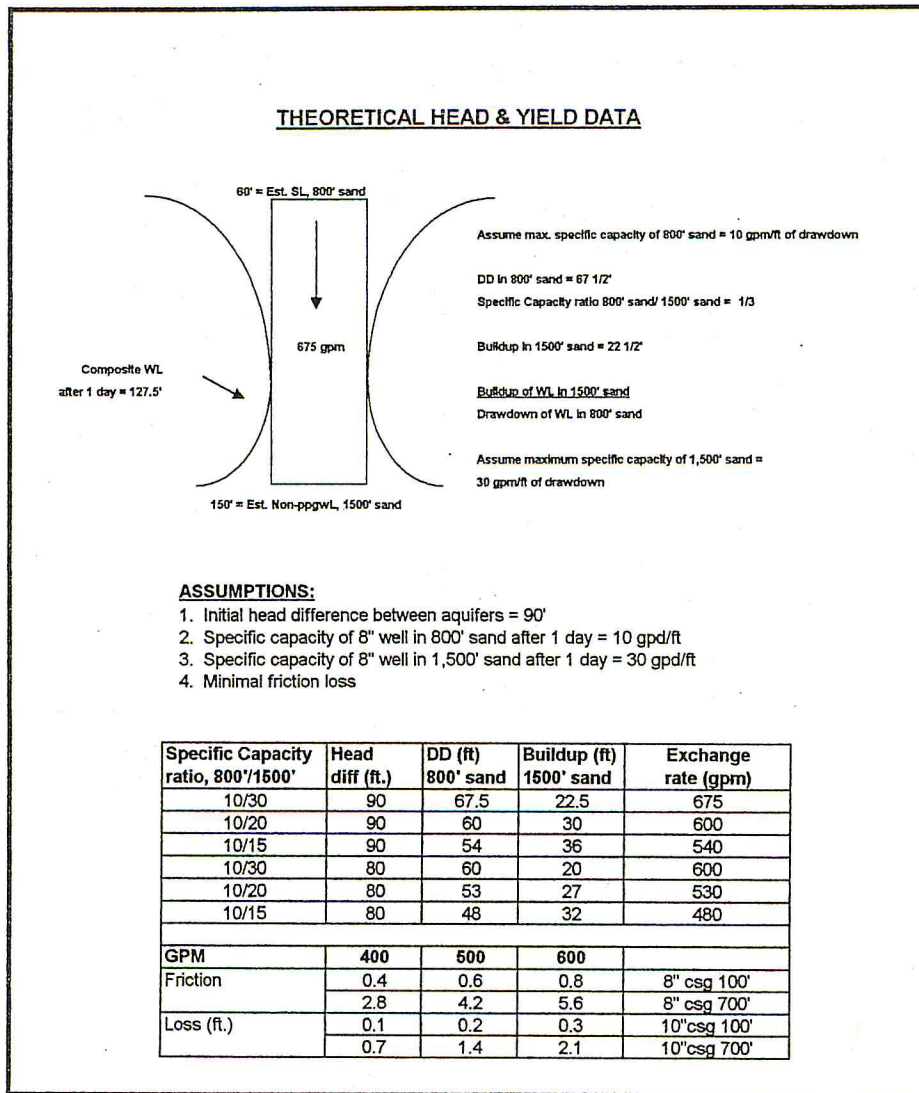 THEORETICAL HEAD & YIELD DATA
60' = Est. SL, 800' sand
Assume max. specific capacity of 800' sand = 10 gpm/ft of drawdown
DD in 800' sand = 67 1/2'
Specific Capacity ratio 800' sand/ 1500' sand = 1/3
675 gpm
Buildup in 1500' sand = 22 1/2'
Composite WL
after 1 day = 127.5'
Buildup of WL in 1500' sand
Drawdown of WL in 800' sand
Assume maximum specific capacity of 1,500' sand =
30 gpm/ft of drawdown
150' = Est. Non-ppgwL, 1500' sand
ASSUMPTIONS:
1. Initial head difference between aquifers = 90'
2. Specific capacity of 8" well in 800' sand after 1 day = 10 gpd/ft
3. Specific capacity of 8" well in 1,500' sand after 1 day = 30 gpd/ft
4. Minimal friction loss
Specific Capacity Head DD (ft) Buildup (ft) Exchange
ratio, 800'/1500' diff (ft.) 800' sand 1500' sand rate (gpm)
10/30 90 67.5 22.5 675
10/20 90 60 30 600
10/15 90 54 36 540
10/30 80 60 20 600
10/20 80 53 27 530
10/15 80 48 32 480
GPM 400 500 600
Friction 0.4 0.6 0.8 8" csg 100'
2.8 4.2 5.6 8" csg 700'
Loss (ft.) 0.1 0.2 0.3 10"csg 100'
0.7 1.4 2.1 10"csg 700'